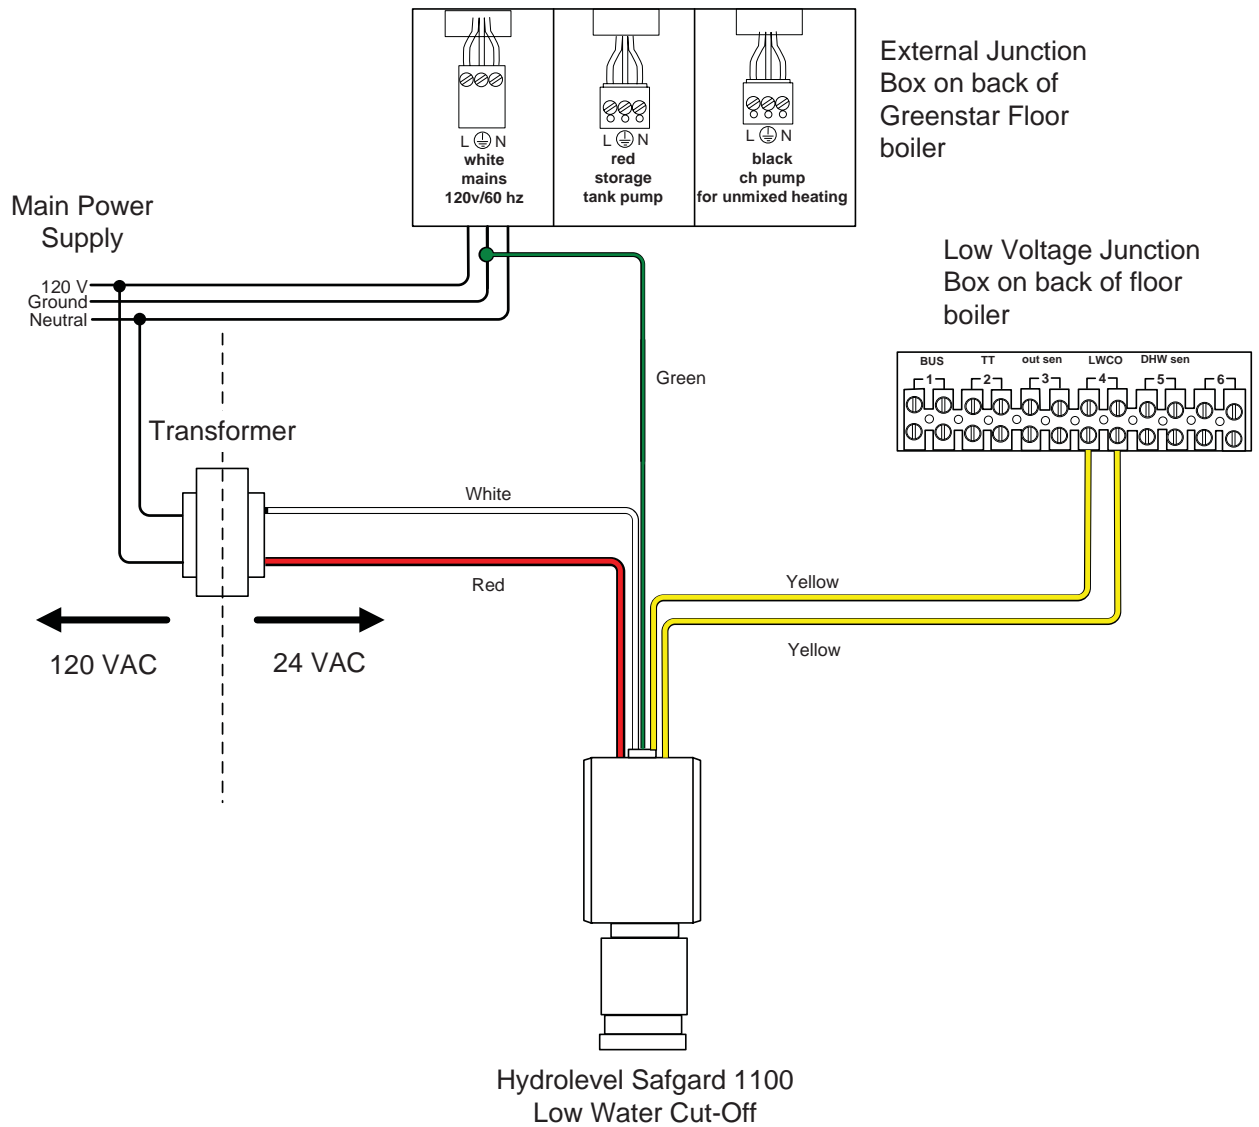 External Junction
Box on back of
Greenstar Floor
boiler
L N
white
mains
120v/60 hz
L N
red
storage
tank pump
L N
black
ch pump
for unmixed heating
Main Power
Supply
120 V
Ground
Neutral
Low Voltage Junction
Box on back of floor
boiler
BUS TT out sen LWCO DHW sen
1 2 3 4 5 6
Green
Transformer
White
Red
Yellow
Yellow
120 VAC
24 VAC
Hydrolevel Safgard 1100
Low Water Cut-Off